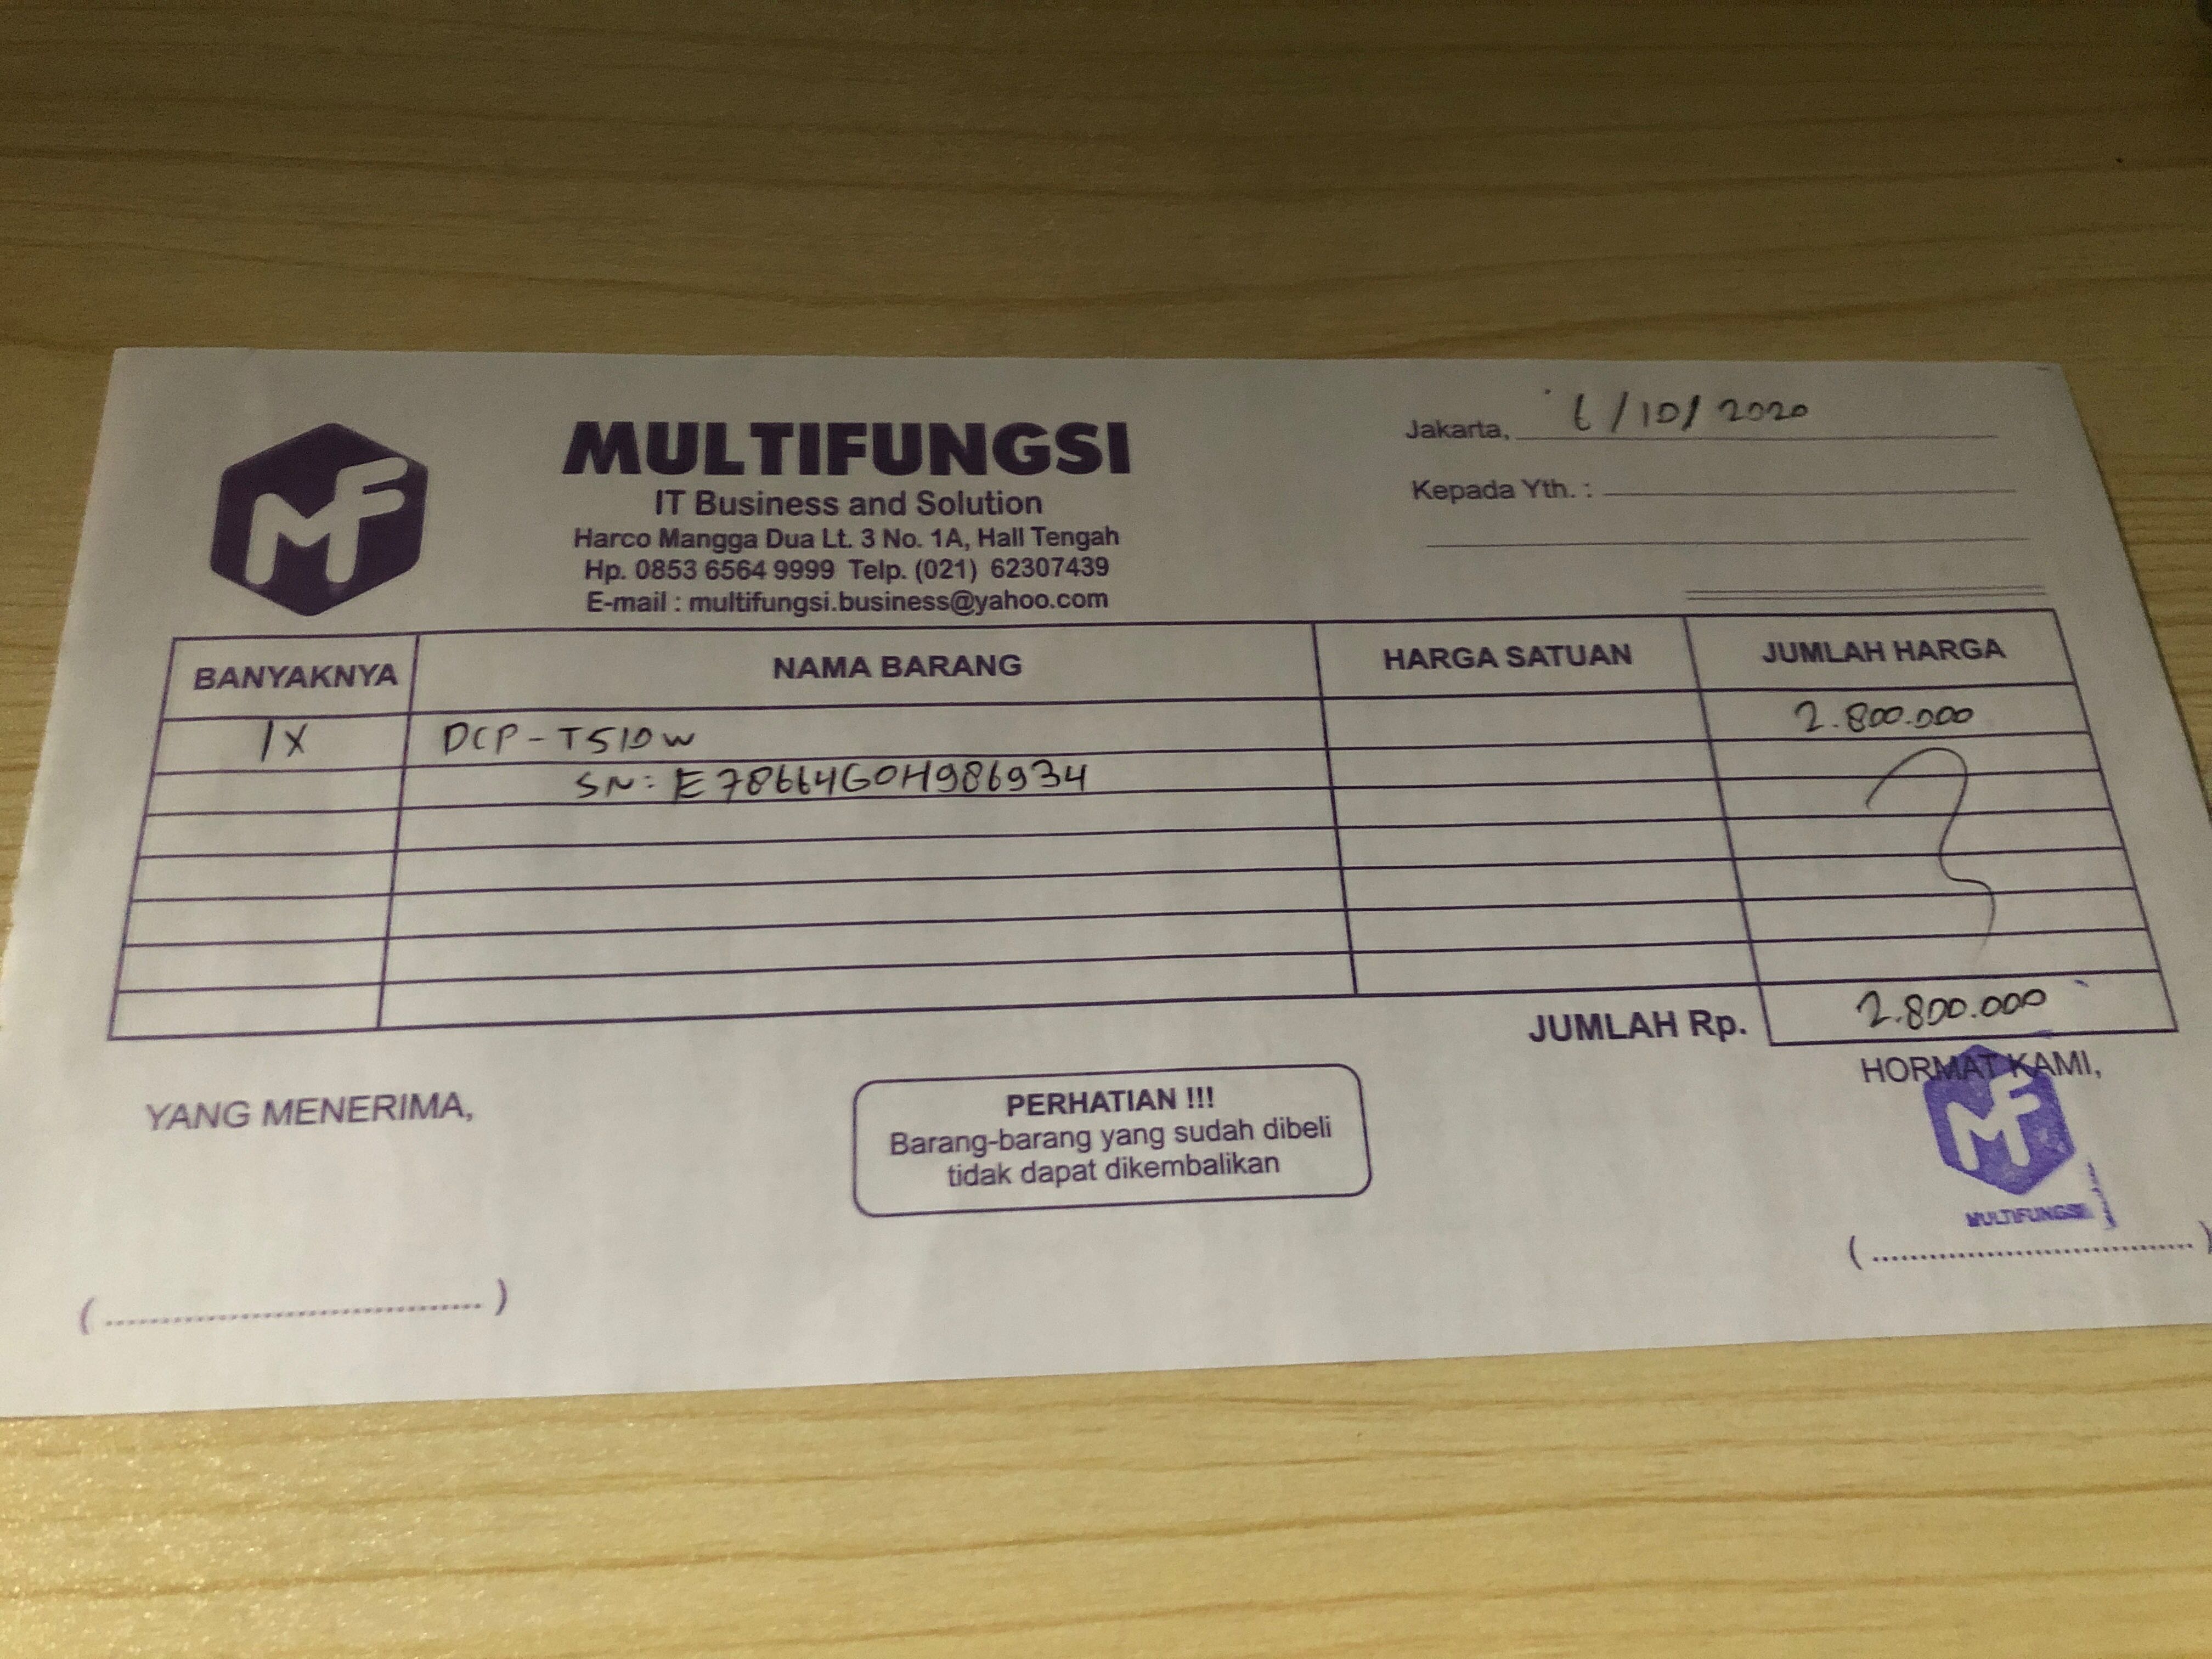 MF
MULTIFUNGSI
IT Business and Solution
Harco Mangga Dua Lt. 3 No. 1A, Hall Tengah
Hp. 0853 6564 9999 Telp. (021) 62307439
E-mail : multifungsi.business@yahoo.com
Jakarta, 6/10/2020
Kepada Yth. :
BANYAKNYA NAMA BARANG HARGA SATUAN JUMLAH HARGA
1X DCP-T510W 2.800.000
SN: E78664G0H986934
JUMLAH Rp. 2.800.000
YANG MENERIMA,
PERHATIAN !!!
Barang-barang yang sudah dibeli
tidak dapat dikembalikan
HORMAT KAMI,
MF
MULTIFUNGSI